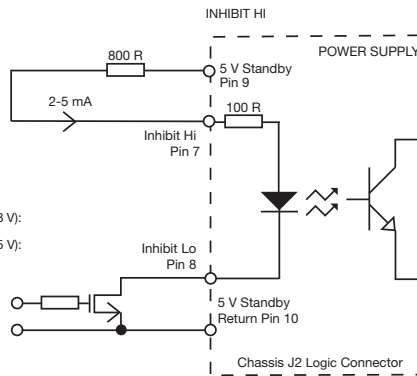 INHIBIT HI
POWER SUPPLY
800 R
5 V Standby
Pin 9
2-5 mA
100 R
Inhibit Hi
Pin 7
V):
5 V):
Inhibit Lo
Pin 8
5 V Standby
Return Pin 10
Chassis J2 Logic Connector